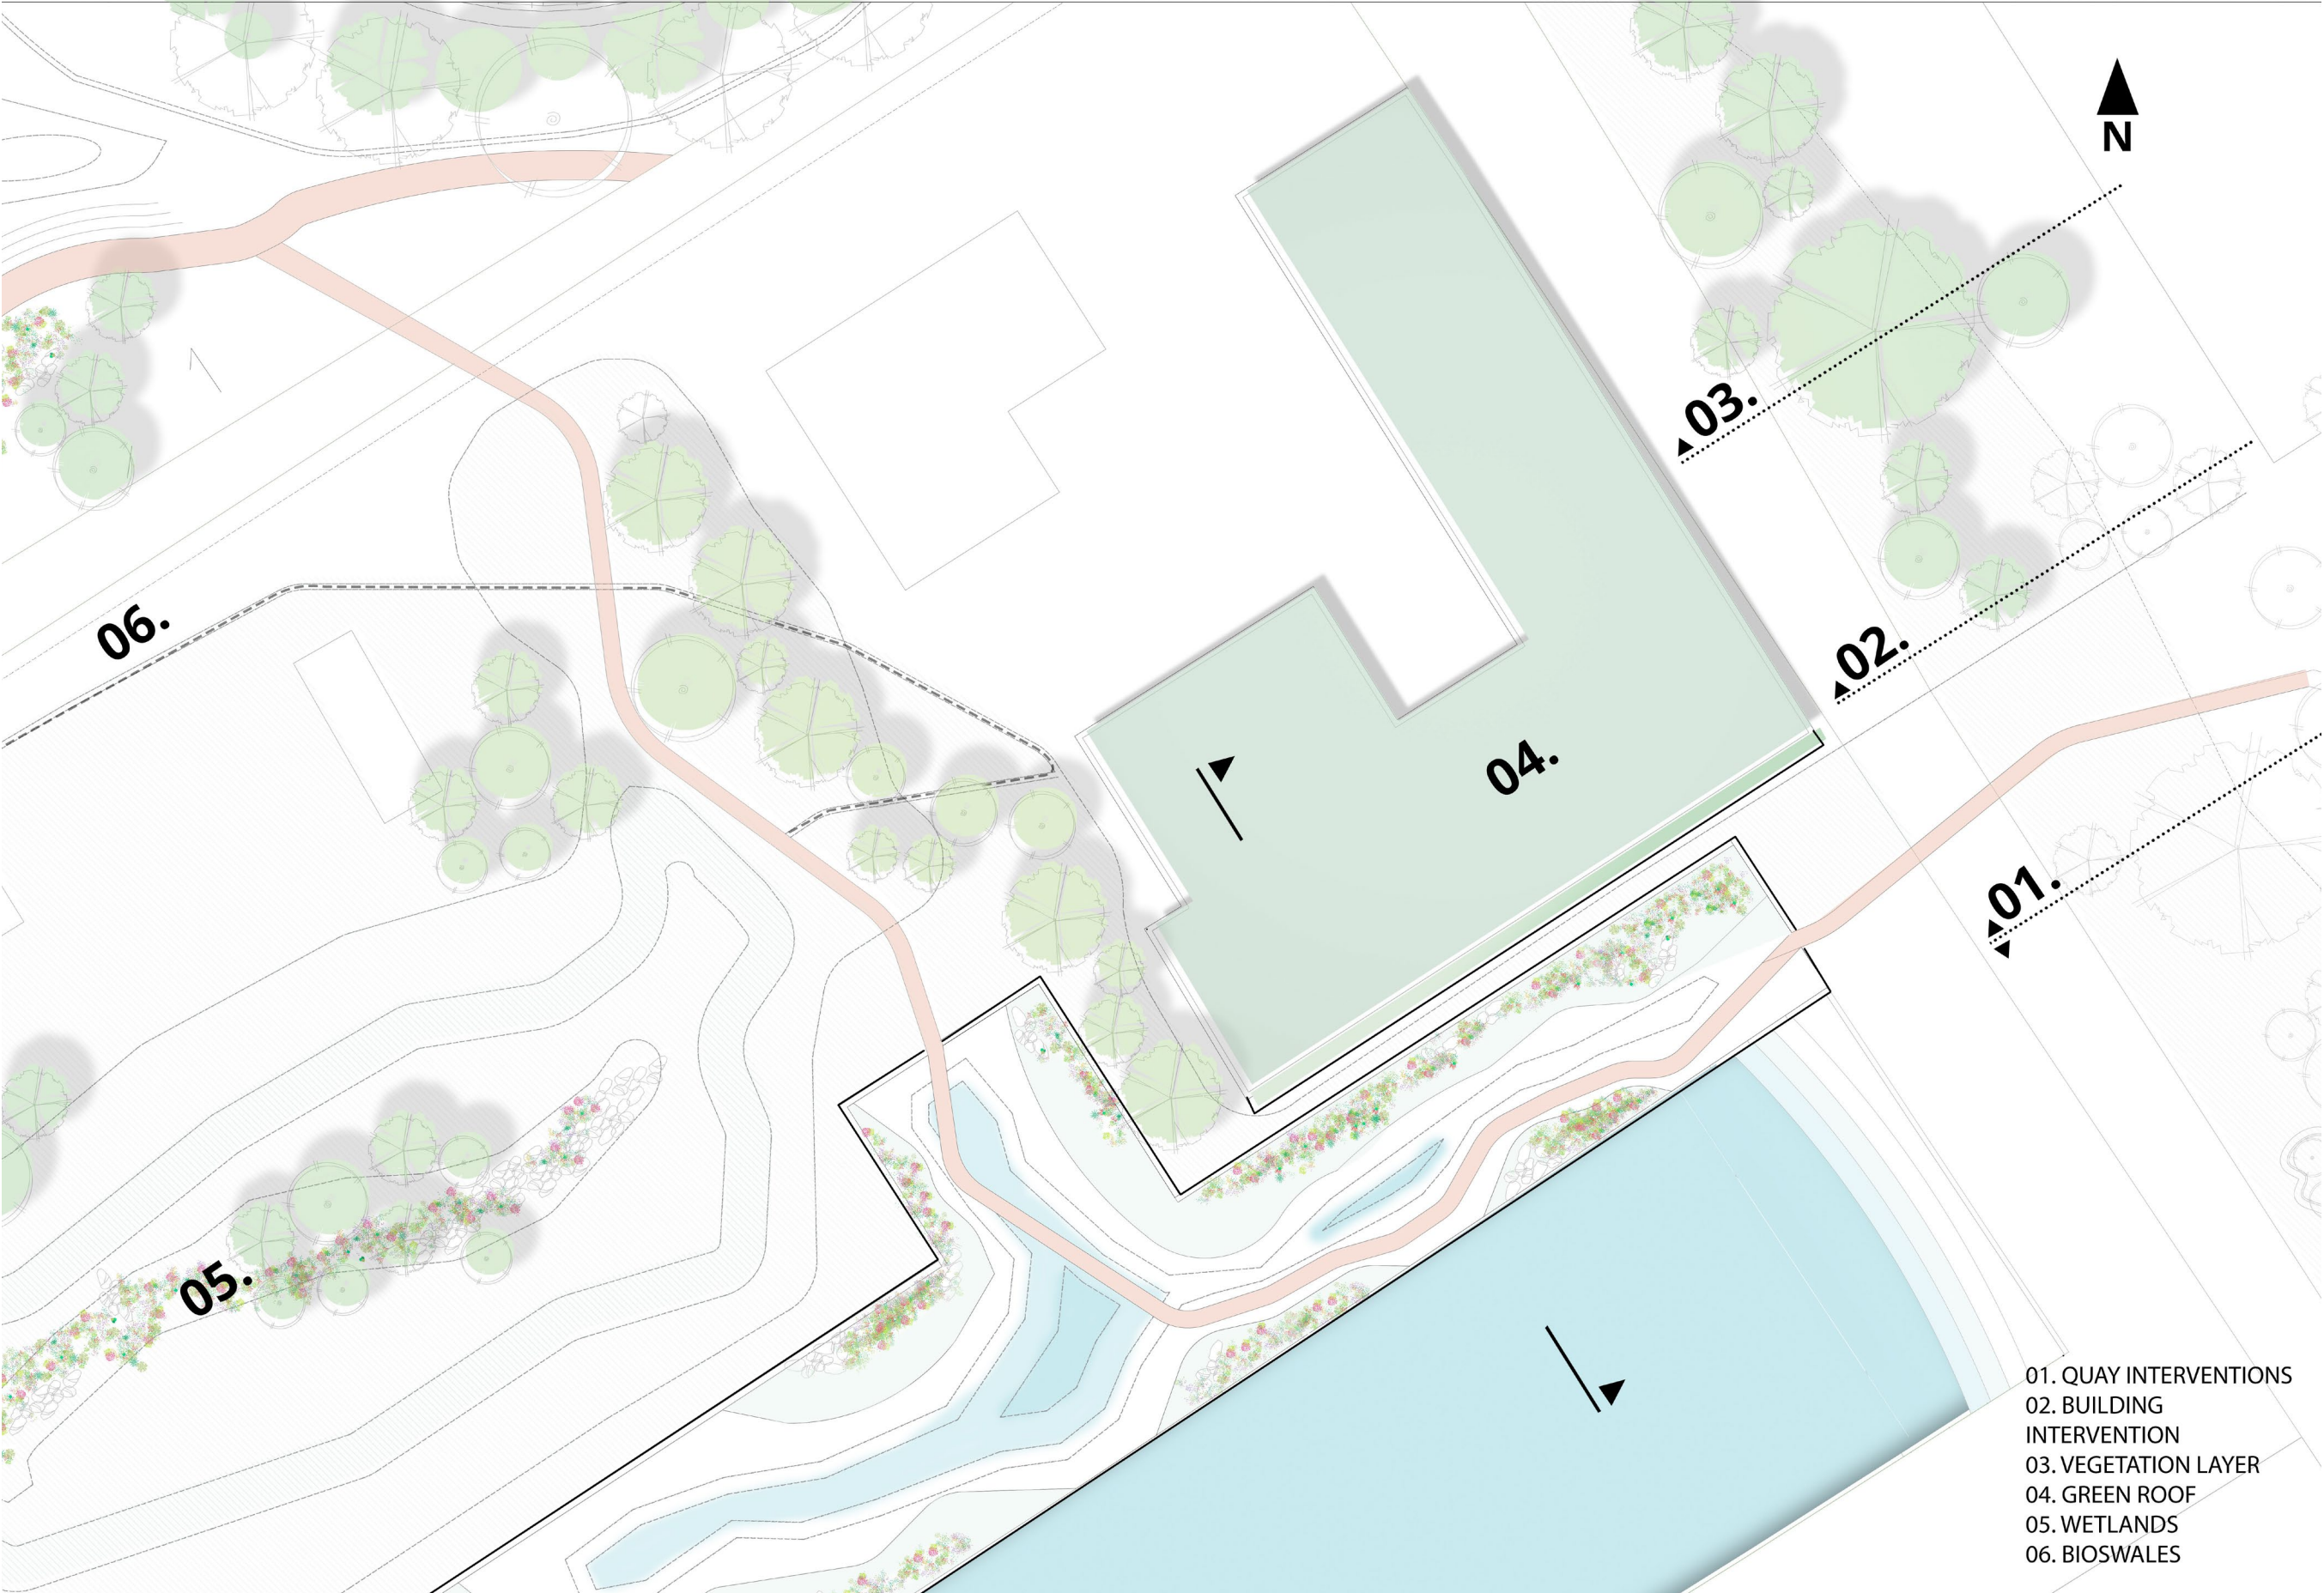 N
03.
06.
02.
04.
01.
05.
01. QUAY INTERVENTIONS
02. BUILDING
INTERVENTION
03. VEGETATION LAYER
04. GREEN ROOF
05. WETLANDS
06. BIOSWALES